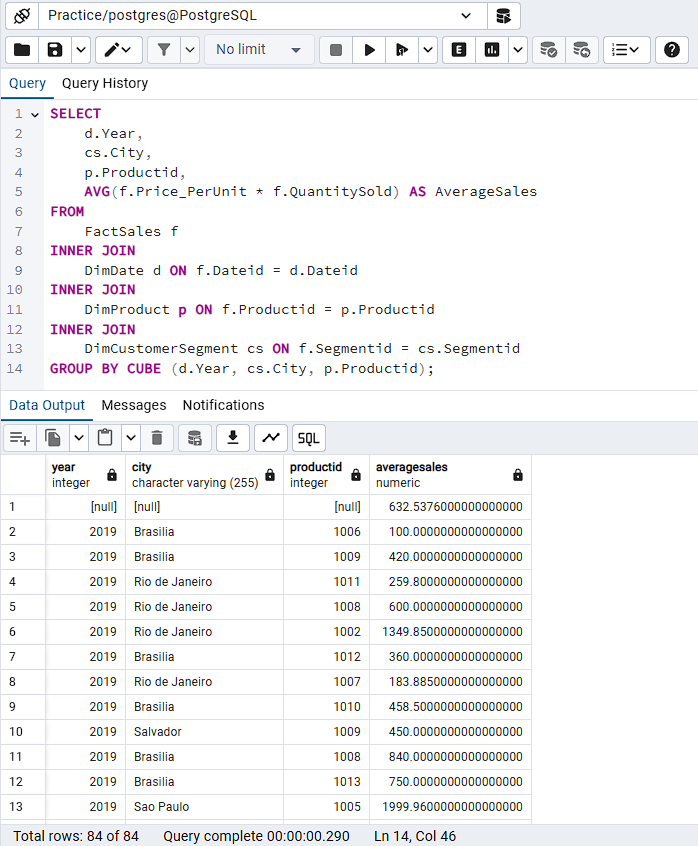 Practice/postgres@PostgreSQL
No limit
E
Query Query History
1 SELECT
2 d.Year,
3 cs.City,
4 p.Productid,
5 AVG(f.Price_PerUnit * f.QuantitySold) AS AverageSales
6 FROM
7 FactSales f
8 INNER JOIN
9 DimDate d ON f.Dateid = d.Dateid
10 INNER JOIN
11 DimProduct p ON f.Productid = p.Productid
12 INNER JOIN
13 DimCustomerSegment cs ON f.Segmentid = cs.Segmentid
14 GROUP BY CUBE (d.Year, cs.City, p.Productid);
Data Output Messages Notifications
SQL
year city productid averagesales
integer character varying (255) integer numeric
1 [null] [null] [null] 632.5376000000000000
2 2019 Brasilia 1006 100.0000000000000000
3 2019 Brasilia 1009 420.0000000000000000
4 2019 Rio de Janeiro 1011 259.8000000000000000
5 2019 Rio de Janeiro 1008 600.0000000000000000
6 2019 Rio de Janeiro 1002 1349.8500000000000000
7 2019 Brasilia 1012 360.0000000000000000
8 2019 Rio de Janeiro 1007 183.8850000000000000
9 2019 Brasilia 1010 458.5000000000000000
10 2019 Salvador 1009 450.0000000000000000
11 2019 Brasilia 1008 840.0000000000000000
12 2019 Brasilia 1013 750.0000000000000000
13 2019 Sao Paulo 1005 1999.9600000000000000
Total rows: 84 of 84 Query complete 00:00:00.290 Ln 14, Col 46